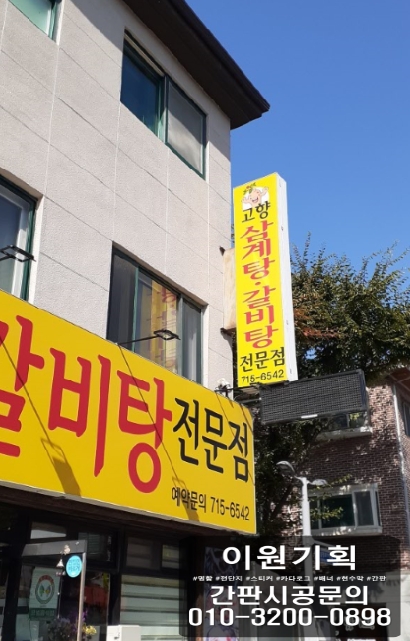 고향
삼계탕·갈비탕
전문점
715-6542
갈비탕 전문점
예약문의 715-6542
이원기획
#명함 #전단지 #스티커 #카다로그 #배너 #현수막 #간판
간판시공문의
010-3200-0898